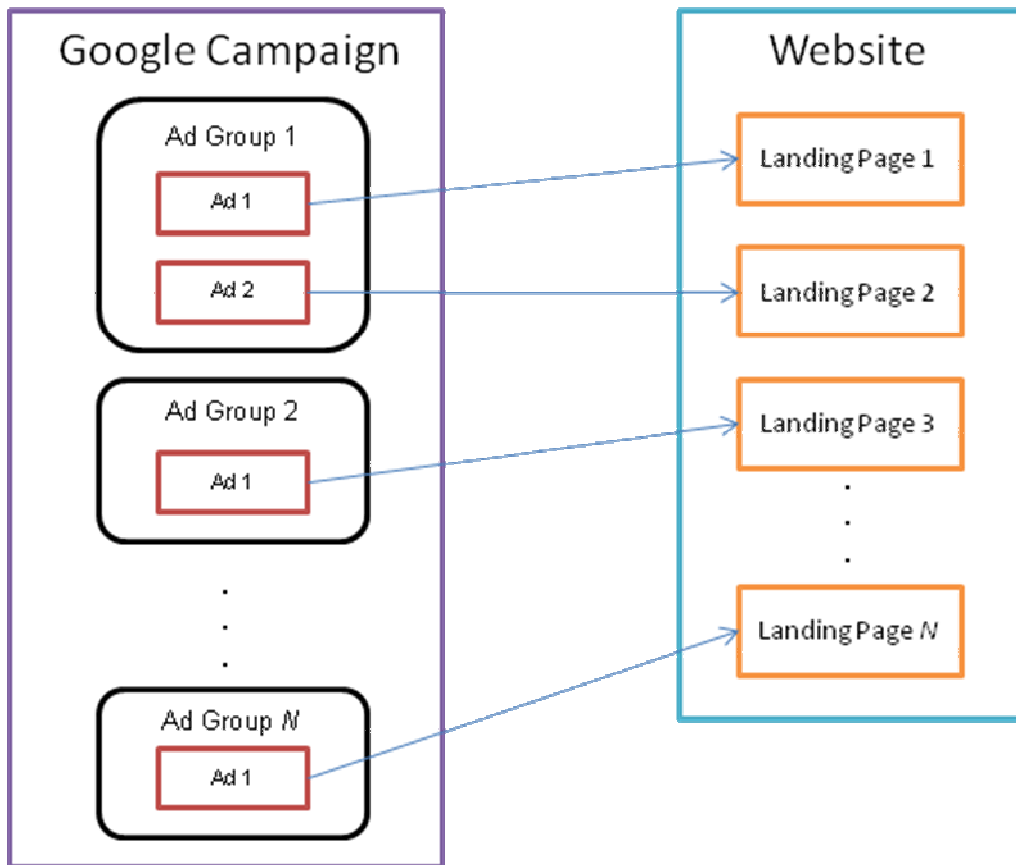 Google Campaign
Ad Group 1
Ad 1
Ad 2
Ad Group 2
Ad 1
.
.
.
Ad Group N
Ad 1
Website
Landing Page 1
Landing Page 2
Landing Page 3
.
.
.
Landing Page N